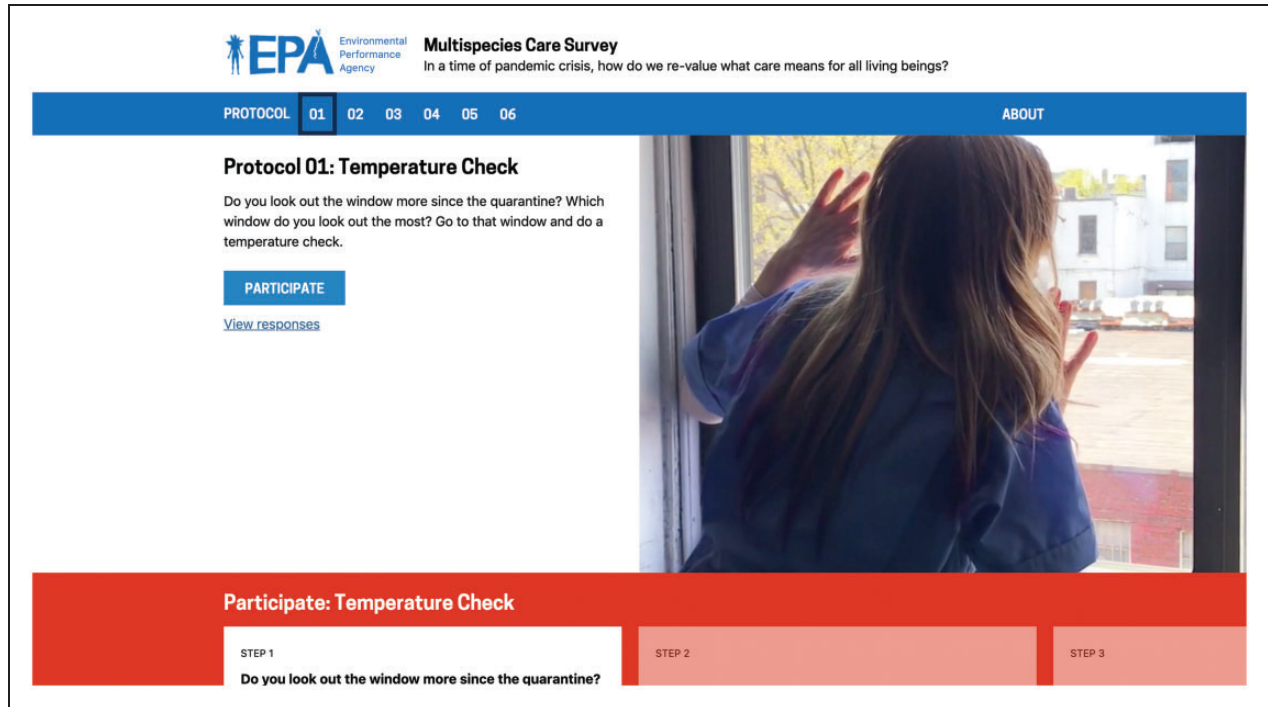 EPA
Environmental
Performance
Agency
Multispecies Care Survey
In a time of pandemic crisis, how do we re-value what care means for all living beings?
PROTOCOL 01 02 03 04 05 06 ABOUT
Protocol 01: Temperature Check
Do you look out the window more since the quarantine? Which
window do you look out the most? Go to that window and do a
temperature check.
PARTICIPATE
View responses
Participate: Temperature Check
STEP 1
Do you look out the window more since the quarantine?
STEP 2
STEP 3